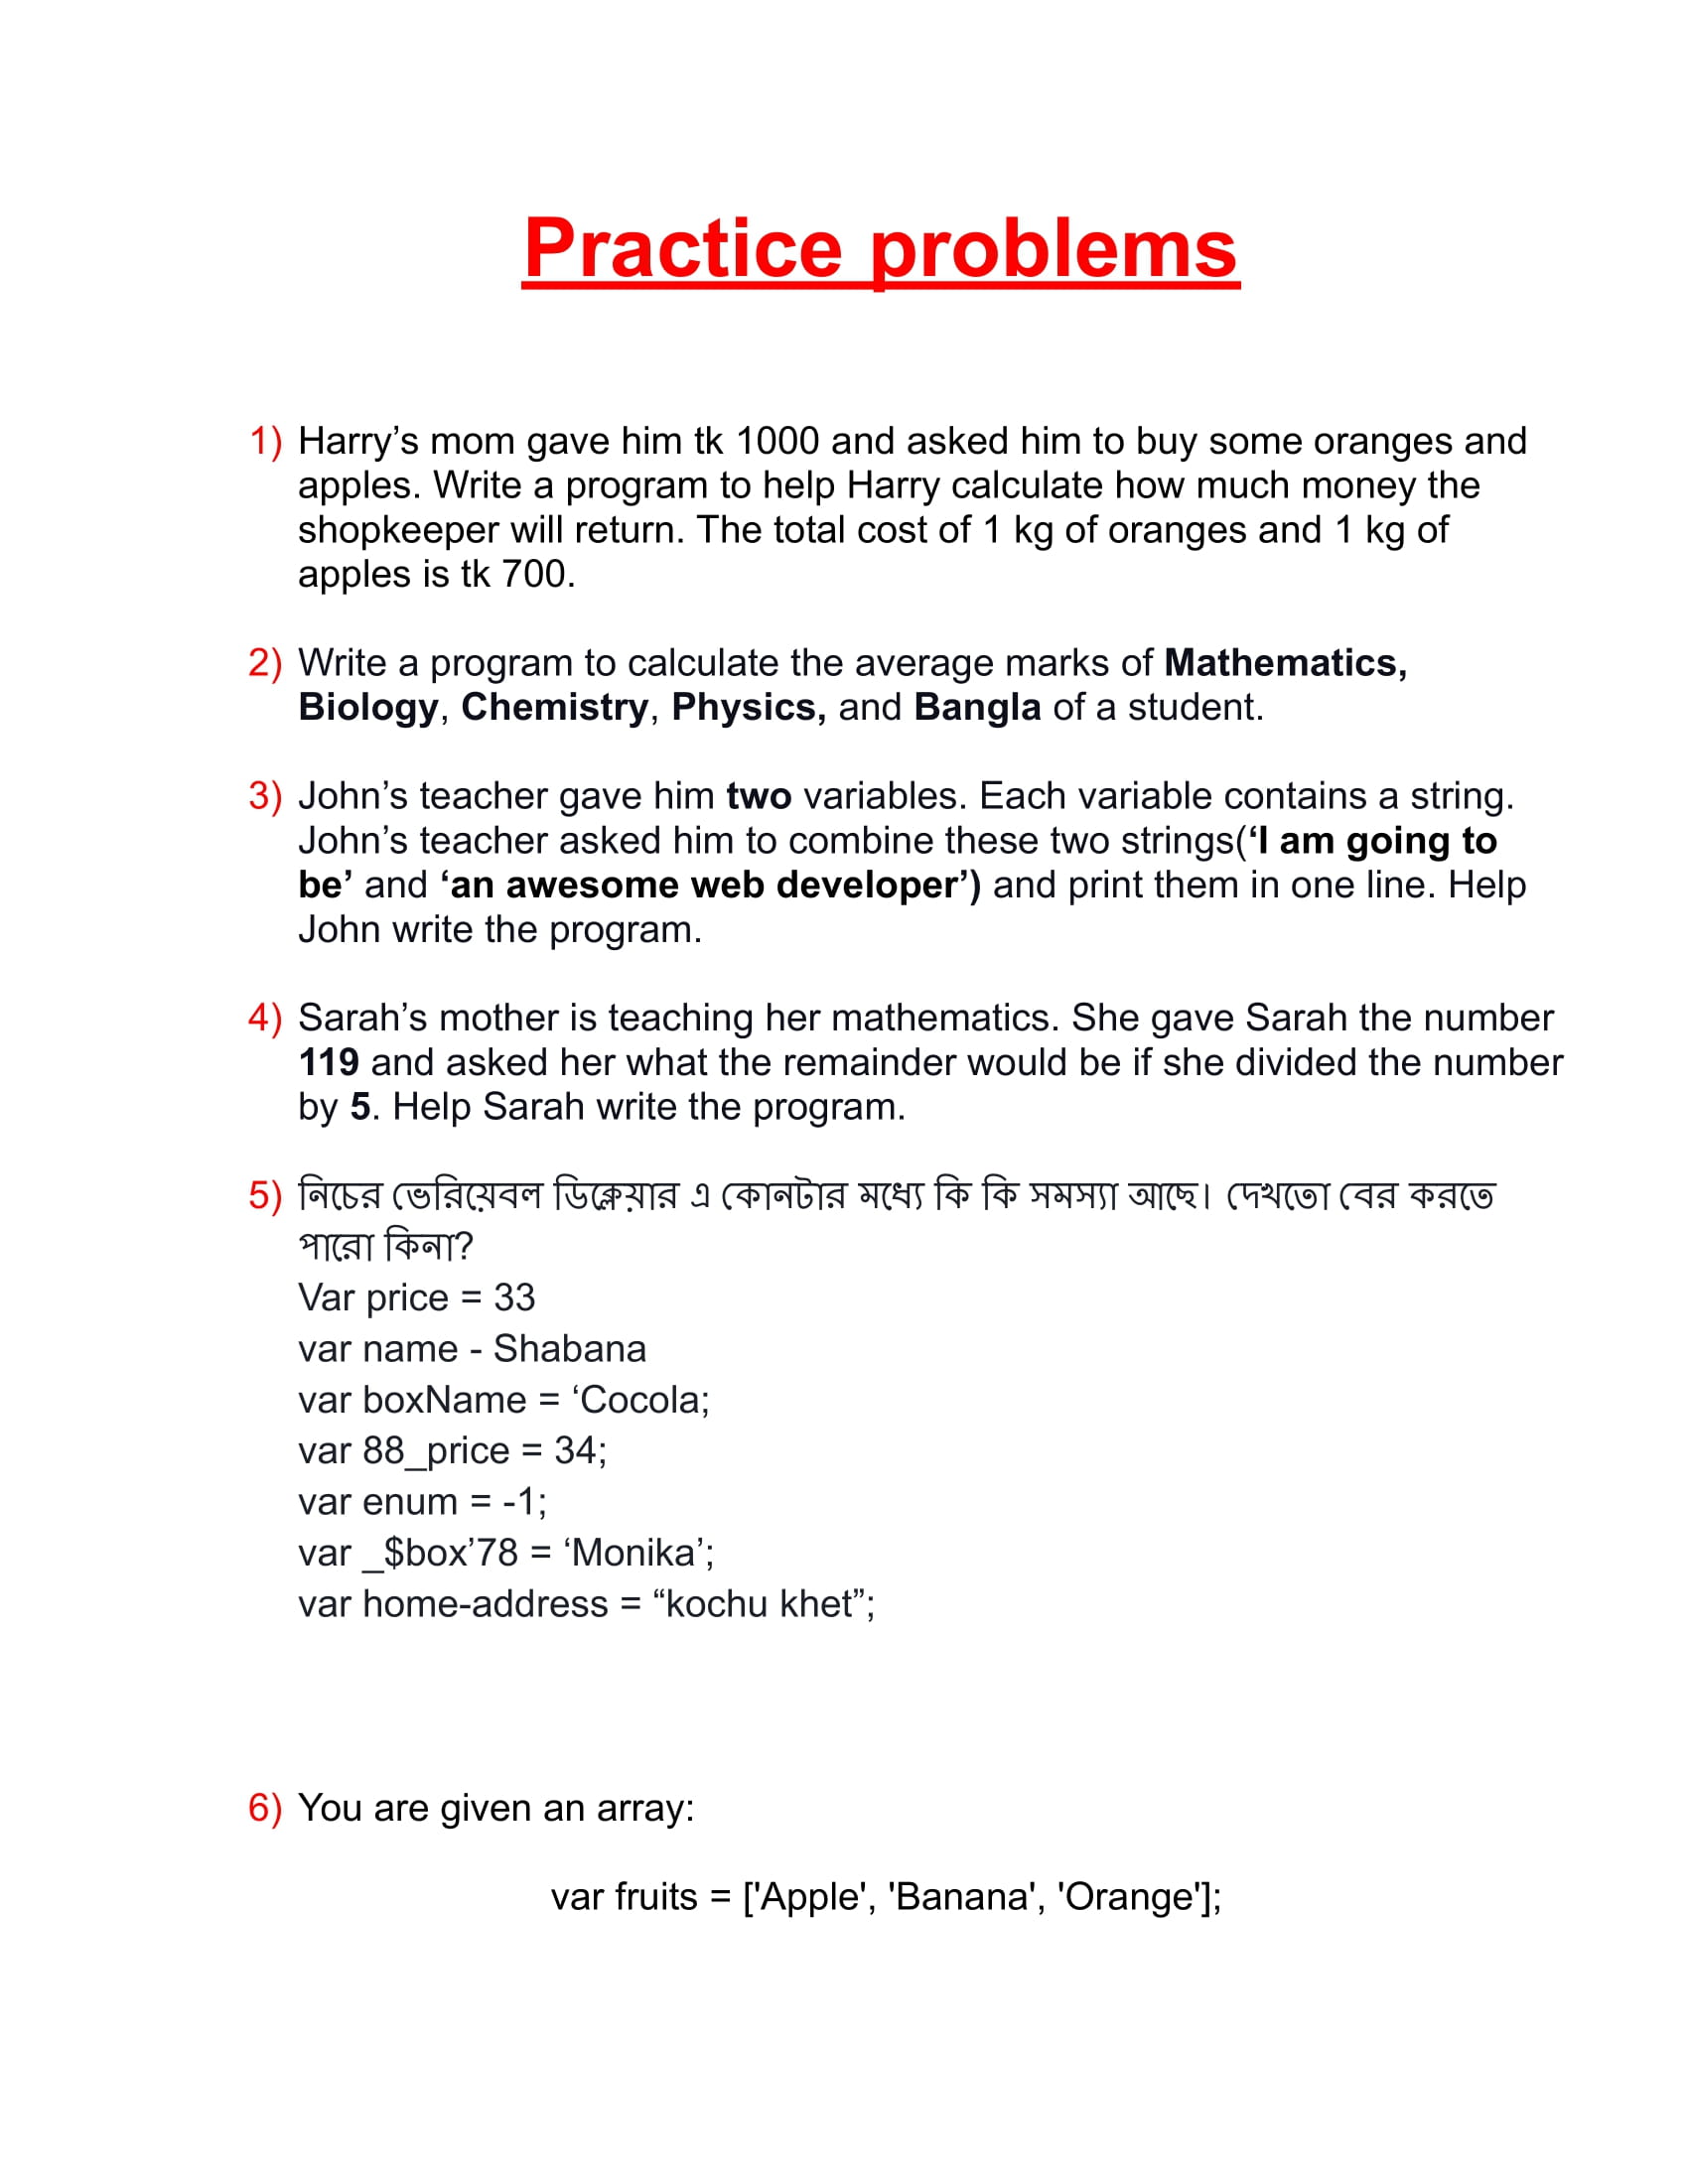 Practice problems
1) Harry’s mom gave him tk 1000 and asked him to buy some oranges and
apples. Write a program to help Harry calculate how much money the
shopkeeper will return. The total cost of 1 kg of oranges and 1 kg of
apples is tk 700.
2) Write a program to calculate the average marks of Mathematics,
Biology, Chemistry, Physics, and Bangla of a student.
3) John’s teacher gave him two variables. Each variable contains a string.
John’s teacher asked him to combine these two strings(‘I am going to
be’ and ‘an awesome web developer’) and print them in one line. Help
John write the program.
4) Sarah’s mother is teaching her mathematics. She gave Sarah the number
119 and asked her what the remainder would be if she divided the number
by 5. Help Sarah write the program.
5) নিচের ভেরিয়েবল ডিক্লেয়ার এ কোনটার মধ্যে কি কি সমস্যা আছে। দেখতো বের করতে
পারো কিনা?
Var price = 33
var name - Shabana
var boxName = ‘Cocola;
var 88_price = 34;
var enum = -1;
var _$box’78 = ‘Monika’;
var home-address = “kochu khet”;
6) You are given an array:
var fruits = ['Apple', 'Banana', 'Orange'];